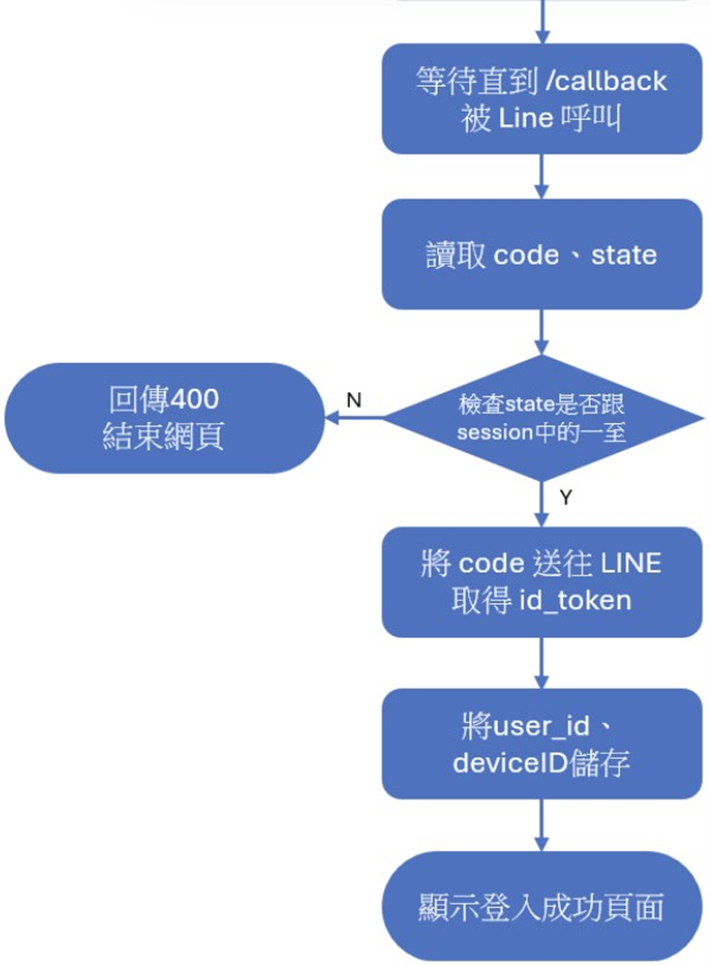 等待直到 /callback
被 Line 呼叫
讀取 code、state
檢查state是否跟
session中的一至
N
回傳400
結束網頁
Y
將 code 送往 LINE
取得 id_token
將user_id、
deviceID儲存
顯示登入成功頁面